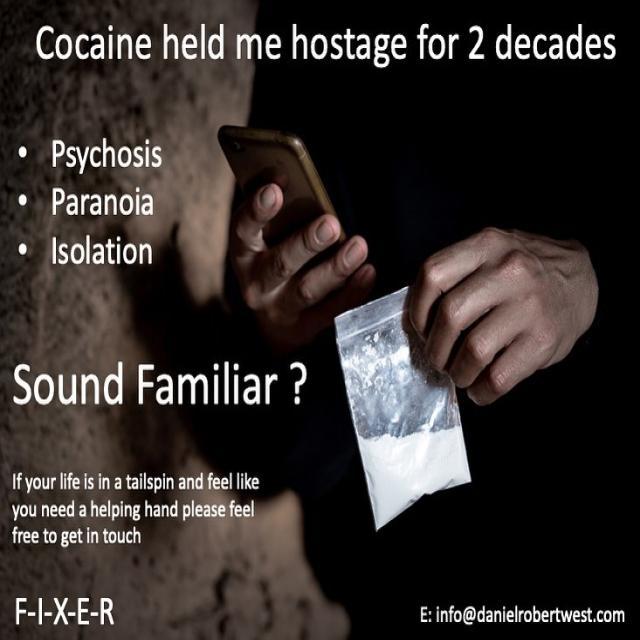 Cocaine held me hostage for 2 decades
• Psychosis
• Paranoia
• Isolation
Sound Familiar ?
If your life is in a tailspin and feel like
you need a helping hand please feel
free to get in touch
F-I-X-E-R
E: info@danielrobertwest.com